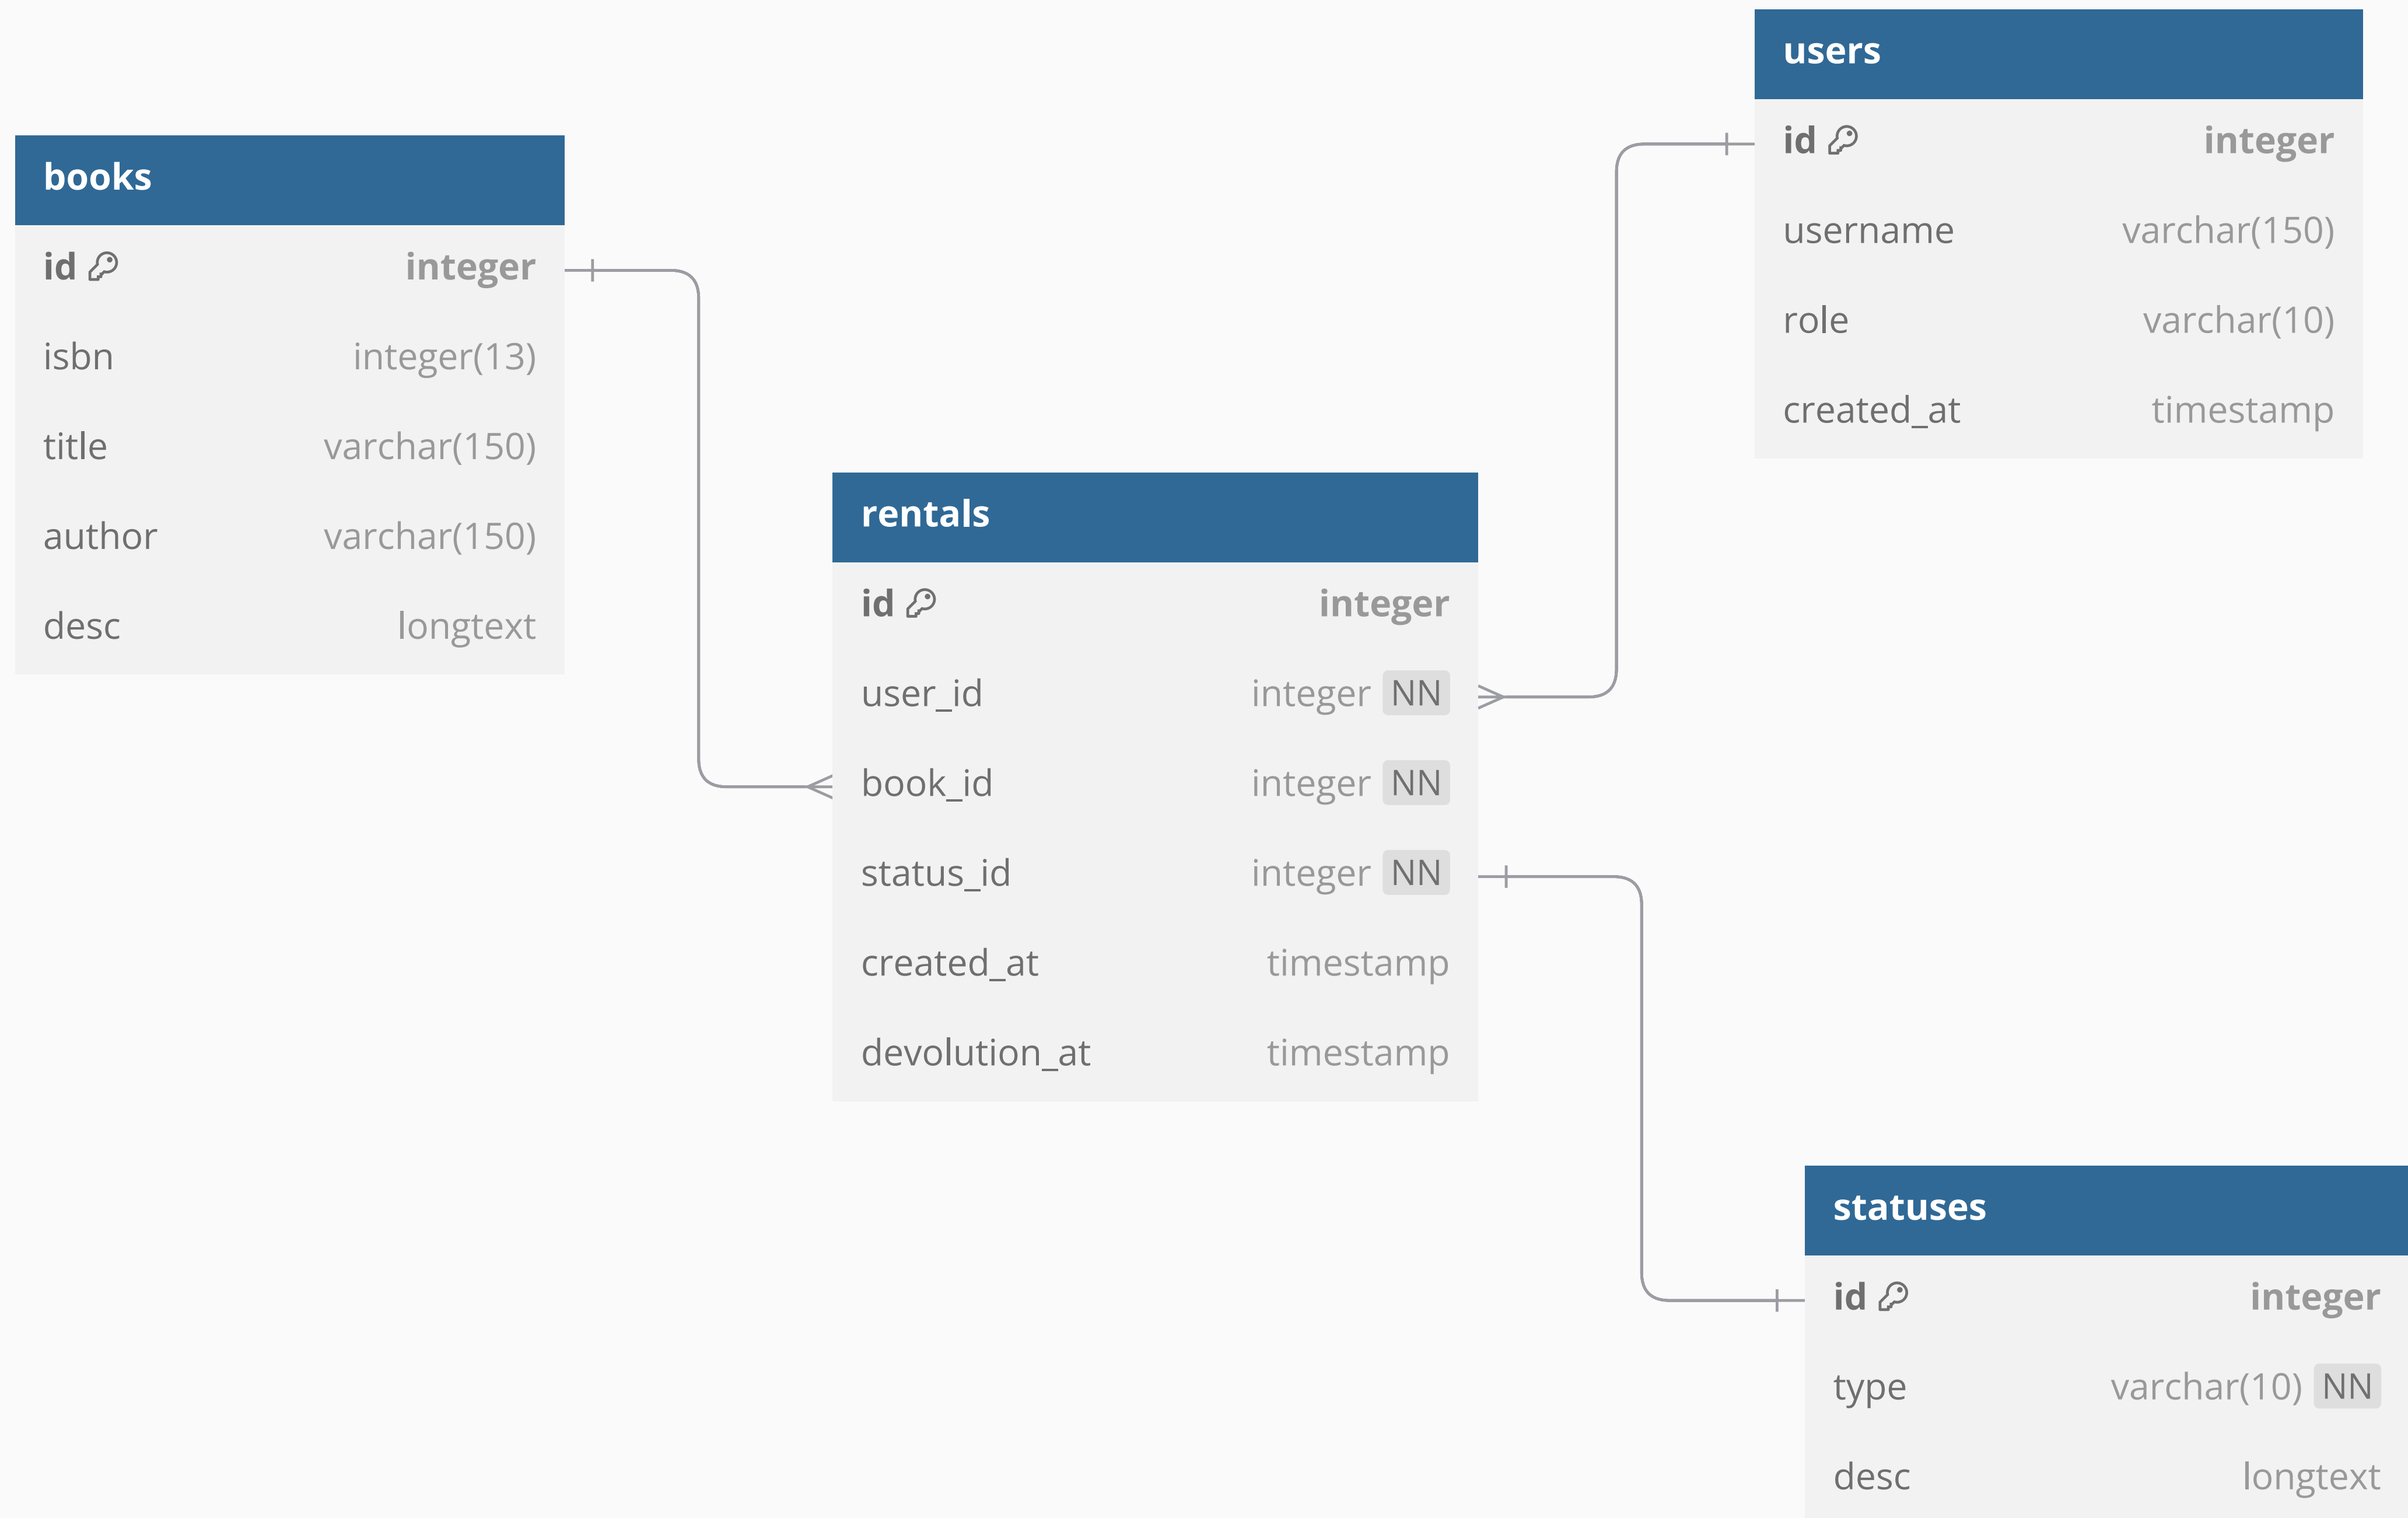 books
id integer
isbn integer(13)
title varchar(150)
author varchar(150)
desc longtext
users
id integer
username varchar(150)
role varchar(10)
created_at timestamp
rentals
id integer
user_id integer NN
book_id integer NN
status_id integer NN
created_at timestamp
devolution_at timestamp
statuses
id integer
type varchar(10) NN
desc longtext